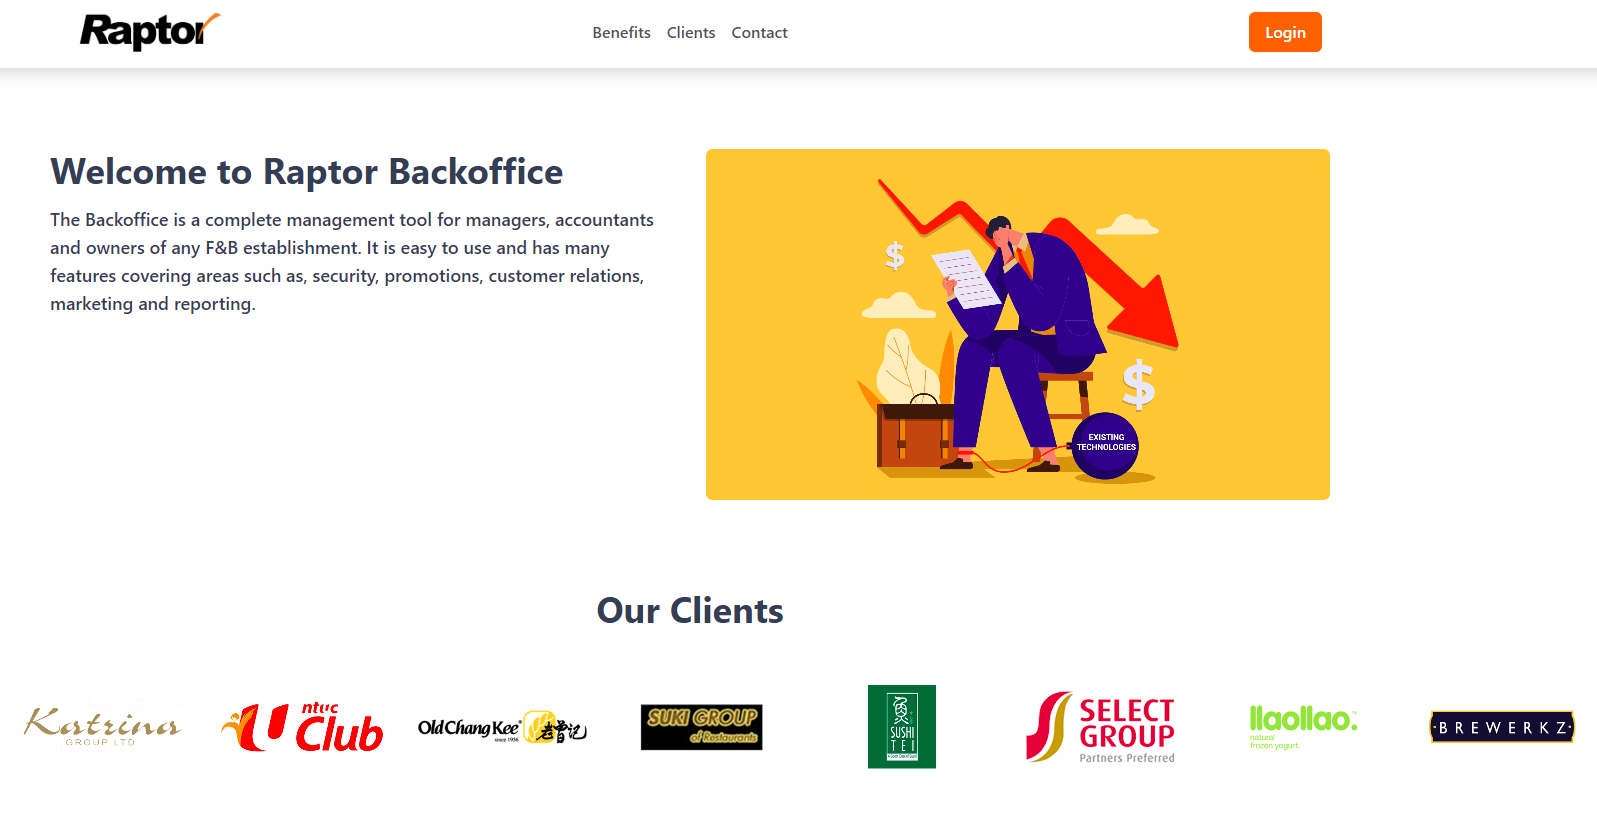 Raptor
Benefits Clients Contact
Login
Welcome to Raptor Backoffice
The Backoffice is a complete management tool for managers, accountants
and owners of any F&B establishment. It is easy to use and has many
features covering areas such as, security, promotions, customer relations,
marketing and reporting.
$
$
EXISTING
TECHNOLOGIES
Our Clients
Katrina
GROUP LTD
ntuc
U Club
Old Chang Kee
since 1956
老曾记
SUKI GROUP
of Restaurants
SUSHI
TEI
SELECT
GROUP
Partners Preferred
llaollao
natural
frozen yogurt
BREWERKZ